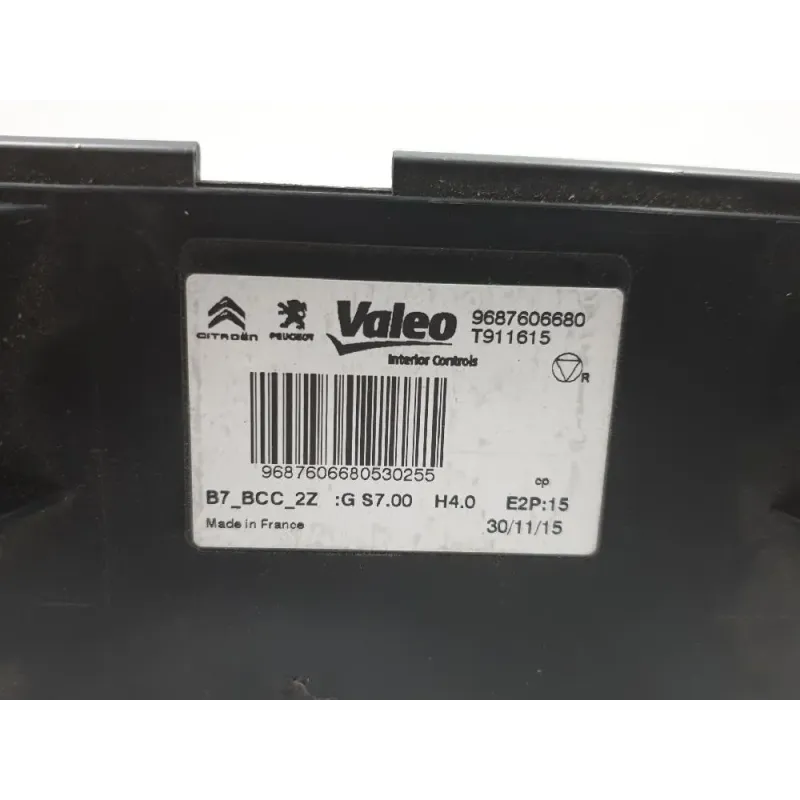 CITROËN PEUGEOT Valeo 9687606680
T911615
Interior Controls
R
9687606680530255
cp
B7_BCC_2Z :G S7.00 H4.0 E2P:15
Made in France 30/11/15